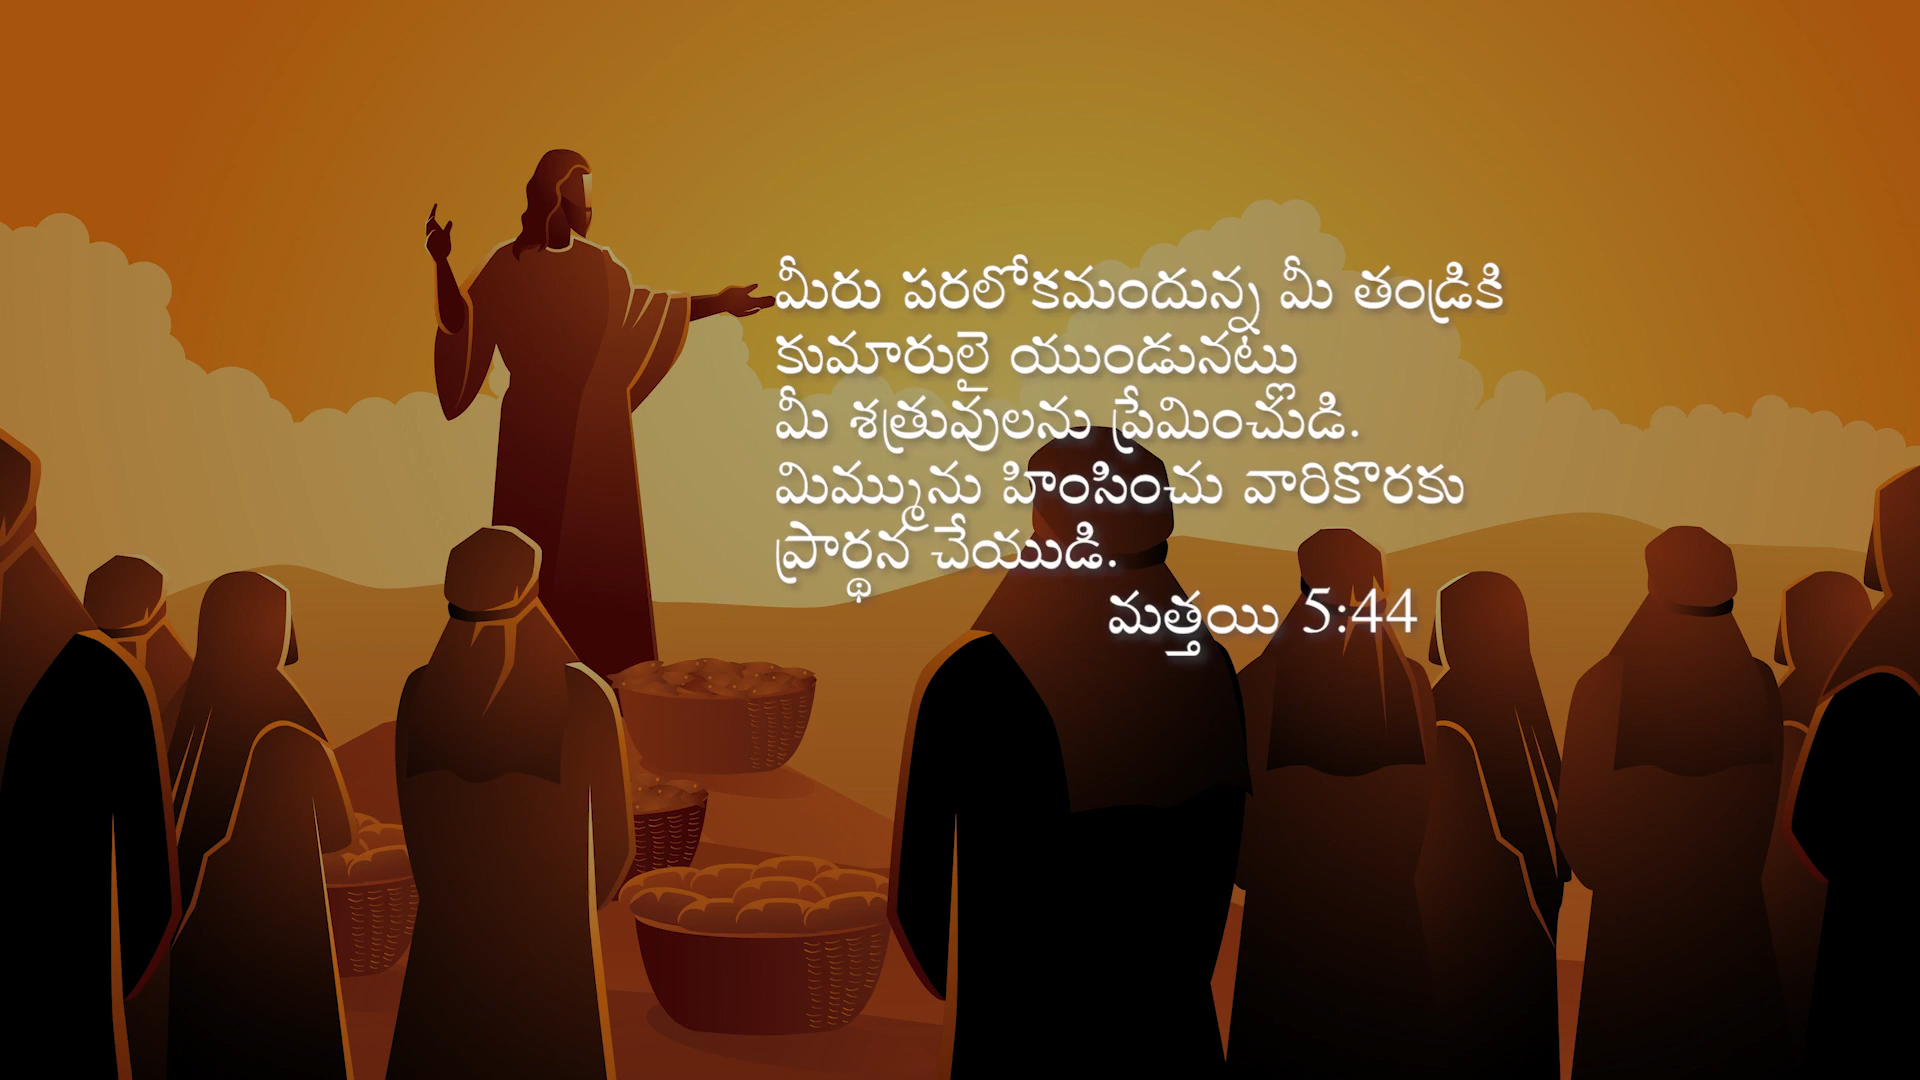 మీరు పరలోకమందున్న మీ తండ్రికి
కుమారులై యుండునట్లు
మీ శత్రువులను ప్రేమించుడి.
మిమ్మును హింసించు వారికొరకు
ప్రార్థన చేయుడి.
మత్తయి 5:44